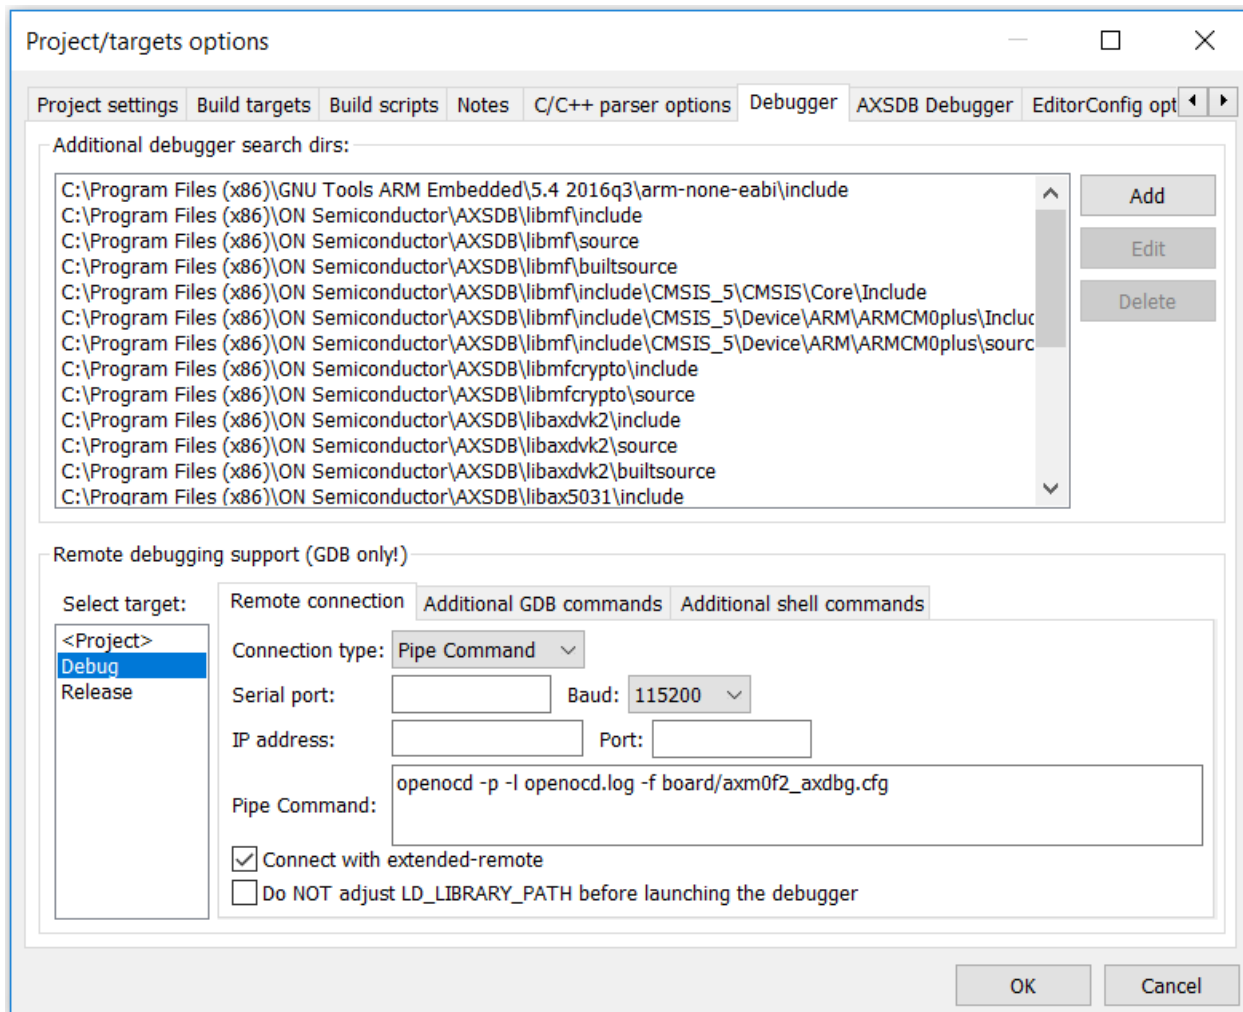 Project/targets options
Project settings Build targets Build scripts Notes C/C++ parser options Debugger AXSDB Debugger EditorConfig opt
Additional debugger search dirs:
C:\Program Files (x86)\GNU Tools ARM Embedded\5.4 2016q3\arm-none-eabi\include
C:\Program Files (x86)\ON Semiconductor\AXSDB\libmf\include
C:\Program Files (x86)\ON Semiconductor\AXSDB\libmf\source
C:\Program Files (x86)\ON Semiconductor\AXSDB\libmf\builtsource
C:\Program Files (x86)\ON Semiconductor\AXSDB\libmf\include\CMSIS_5\CMSIS\Core\Include
C:\Program Files (x86)\ON Semiconductor\AXSDB\libmf\include\CMSIS_5\Device\ARM\ARMCM0plus\Includ
C:\Program Files (x86)\ON Semiconductor\AXSDB\libmf\include\CMSIS_5\Device\ARM\ARMCM0plus\sourc
C:\Program Files (x86)\ON Semiconductor\AXSDB\libmfcrypto\include
C:\Program Files (x86)\ON Semiconductor\AXSDB\libmfcrypto\source
C:\Program Files (x86)\ON Semiconductor\AXSDB\libaxdvk2\include
C:\Program Files (x86)\ON Semiconductor\AXSDB\libaxdvk2\source
C:\Program Files (x86)\ON Semiconductor\AXSDB\libaxdvk2\builtsource
C:\Program Files (x86)\ON Semiconductor\AXSDB\libax5031\include
Add
Edit
Delete
Remote debugging support (GDB only!)
Select target:
<Project>
Debug
Release
Remote connection Additional GDB commands Additional shell commands
Connection type: Pipe Command
Serial port: Baud: 115200
IP address: Port:
Pipe Command: openocd -p -l openocd.log -f board/axm0f2_axdbg.cfg
Connect with extended-remote
Do NOT adjust LD_LIBRARY_PATH before launching the debugger
OK Cancel